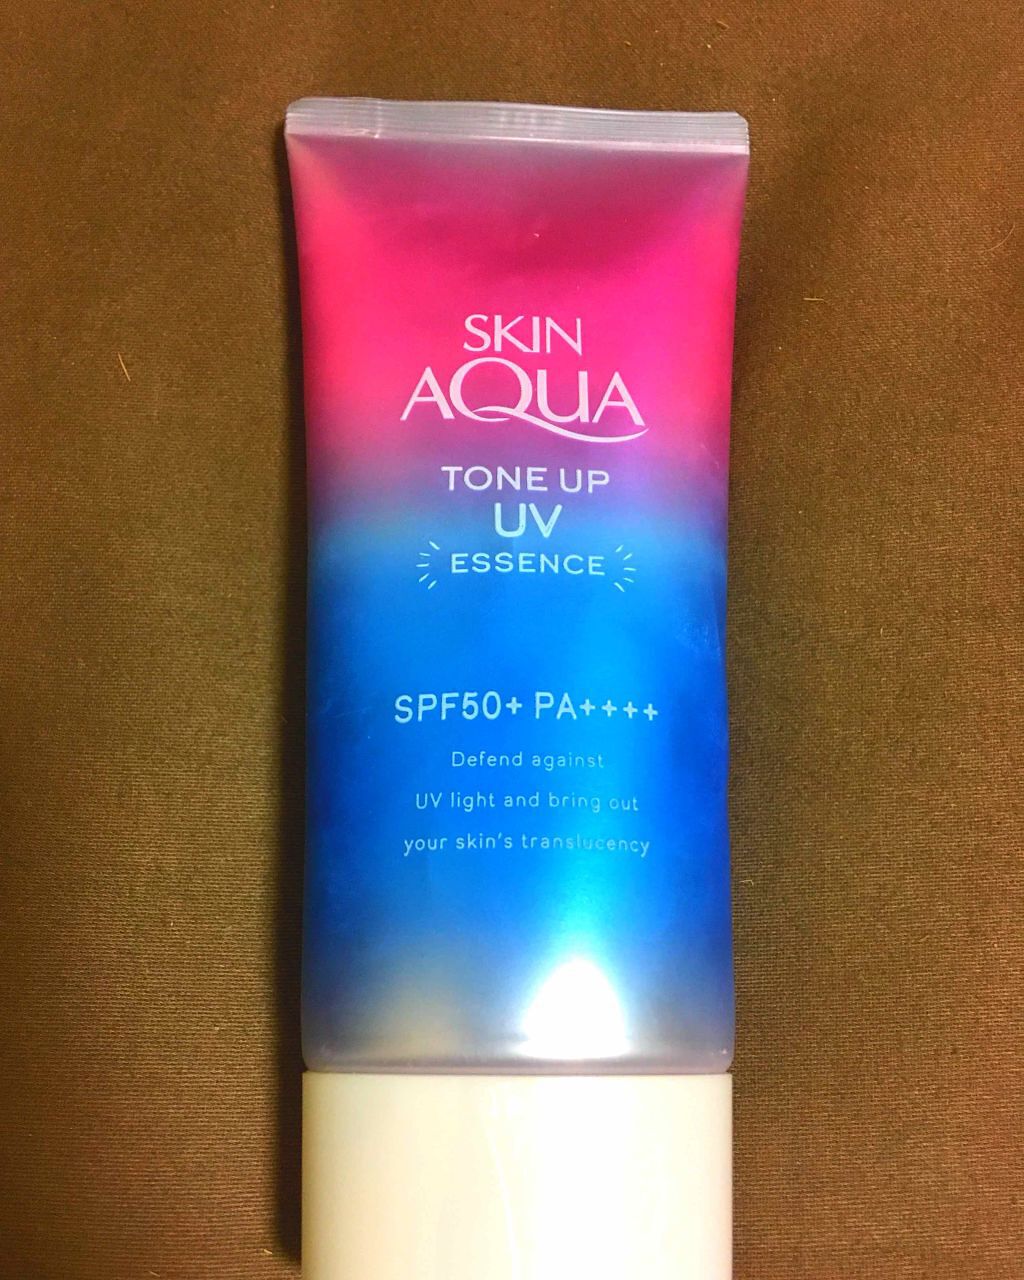 SKIN
AQUA
TONE UP
UV
ESSENCE
SPF50+ PA++++
Defend against
UV light and bring out
your skin's translucency